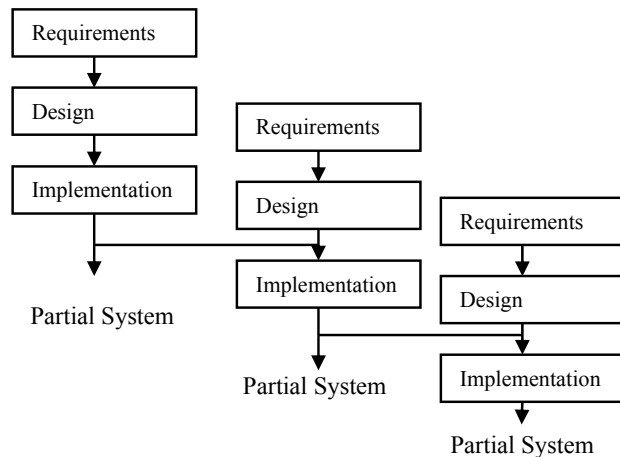 Requirements
Design
Implementation
Partial System
Requirements
Design
Implementation
Partial System
Requirements
Design
Implementation
Partial System